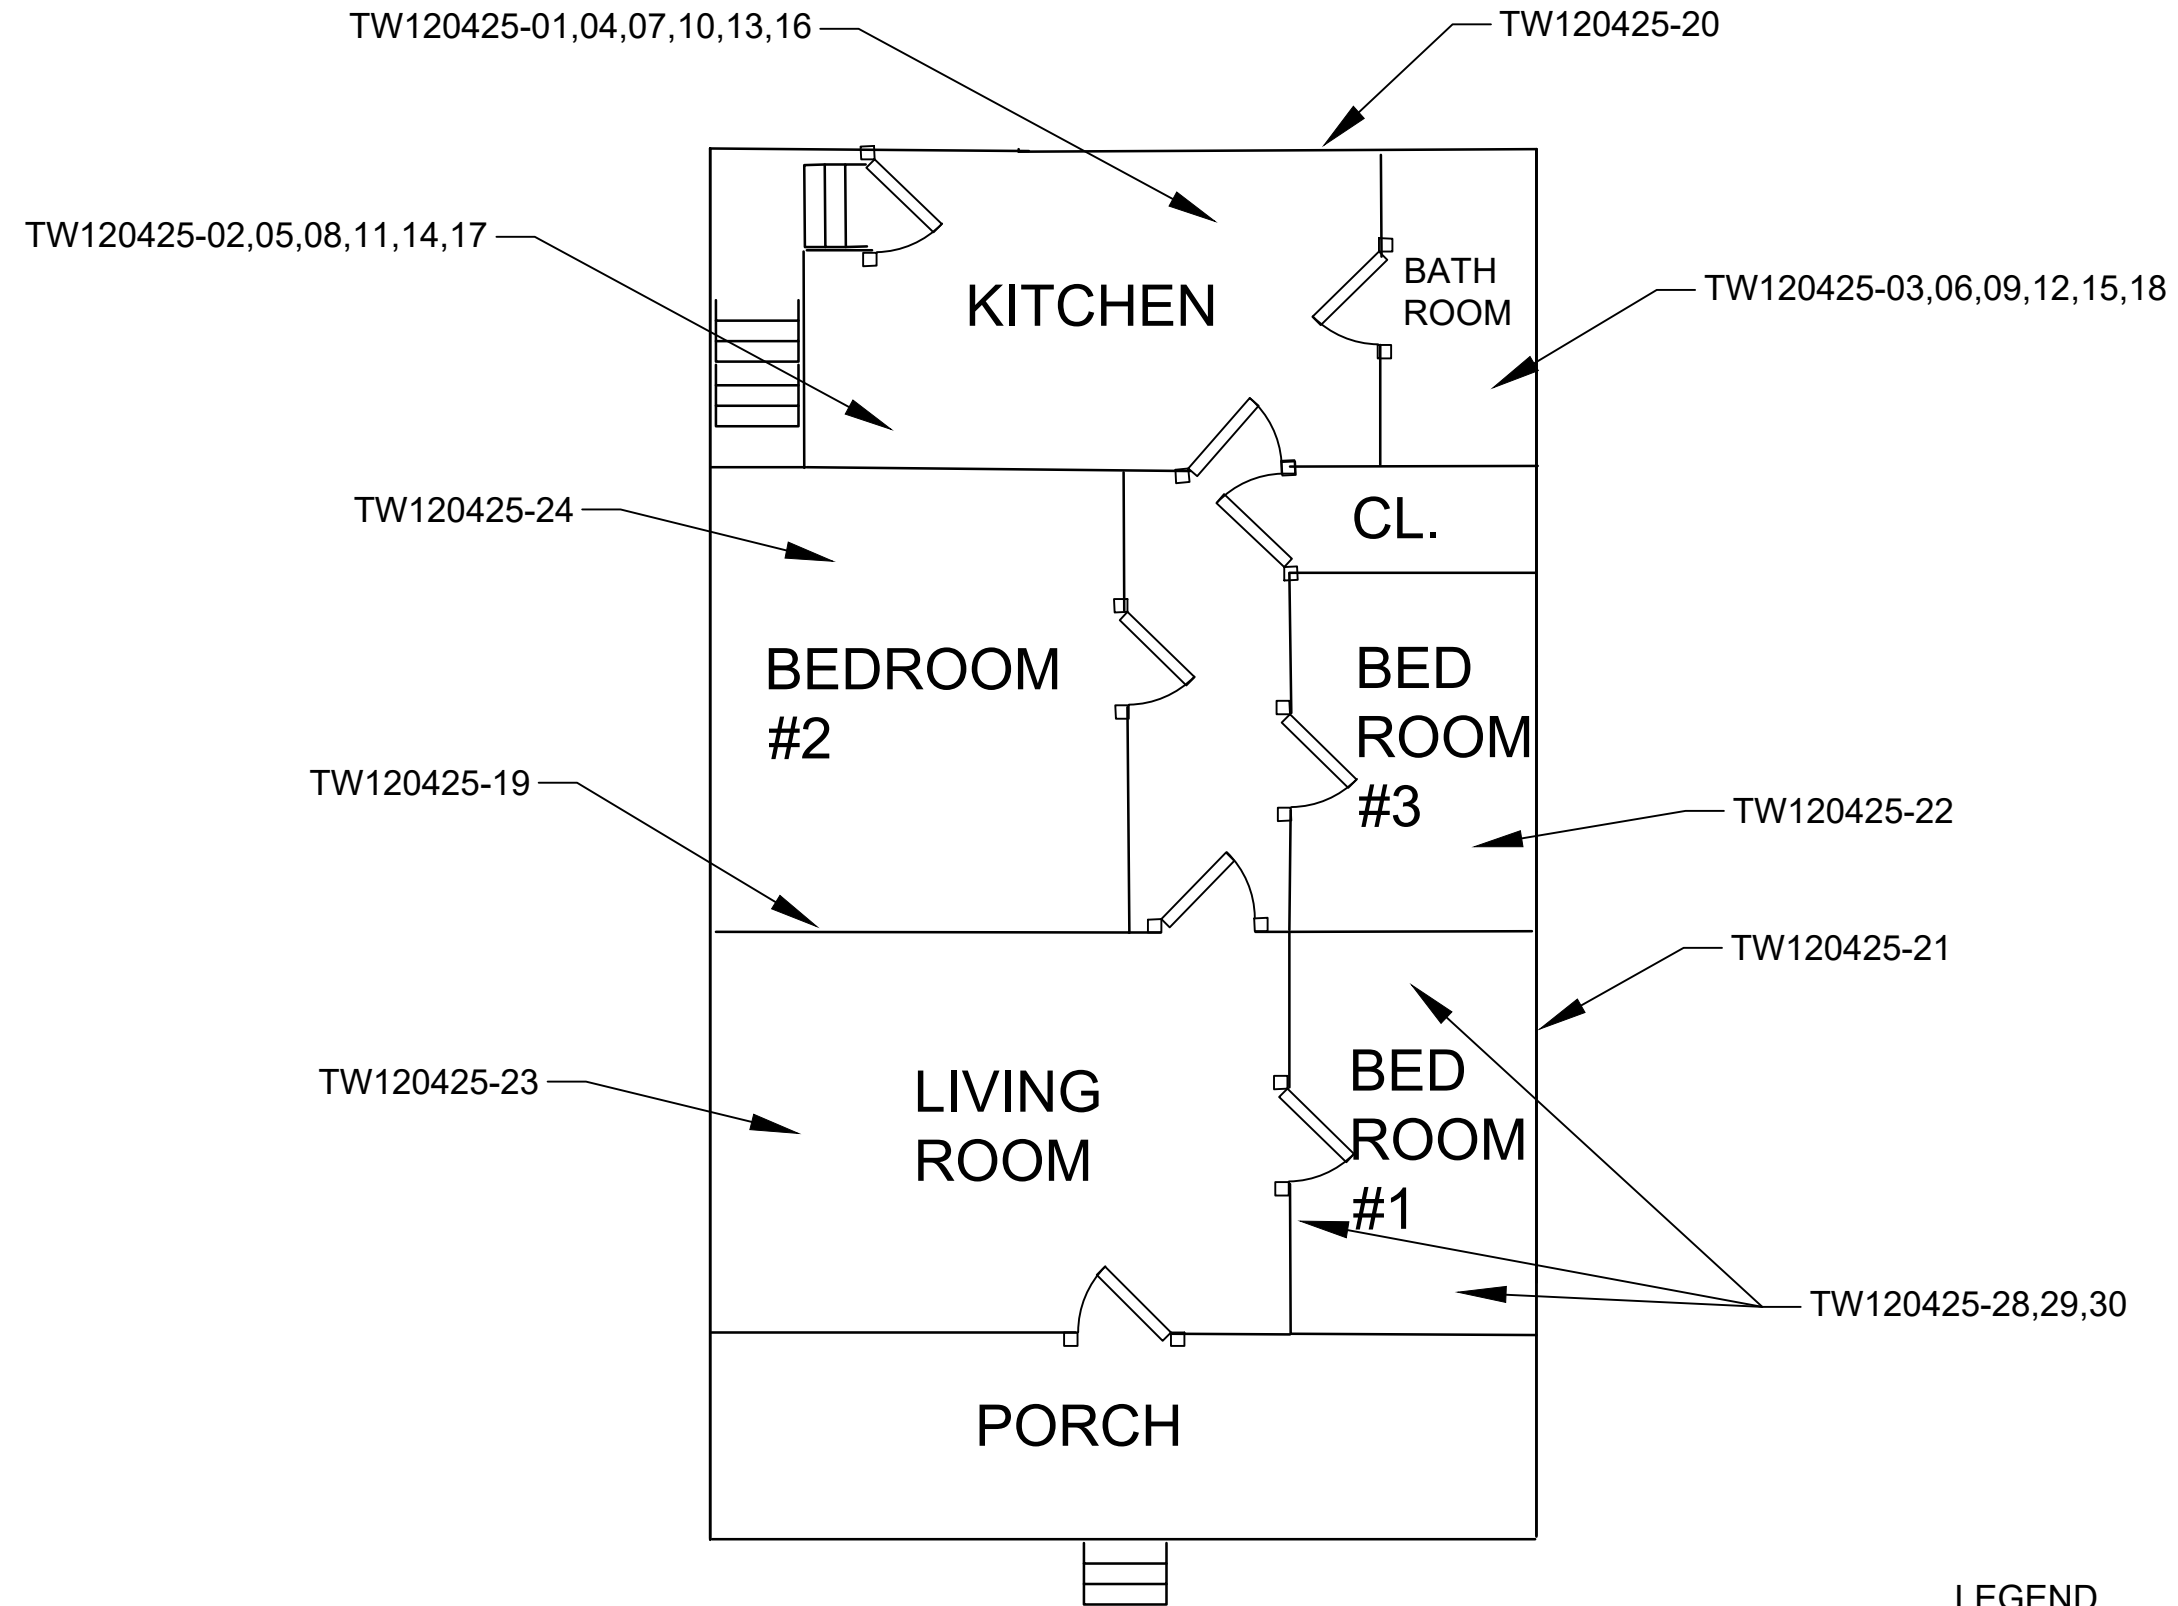 TW120425-01,04,07,10,13,16
TW120425-20
TW120425-02,05,08,11,14,17
KITCHEN
BATH
ROOM
TW120425-03,06,09,12,15,18
TW120425-24
CL.
BEDROOM
#2
BED
ROOM
#3
TW120425-19
TW120425-22
TW120425-21
TW120425-23
LIVING
ROOM
BED
ROOM
#1
TW120425-28,29,30
PORCH
LEGEND